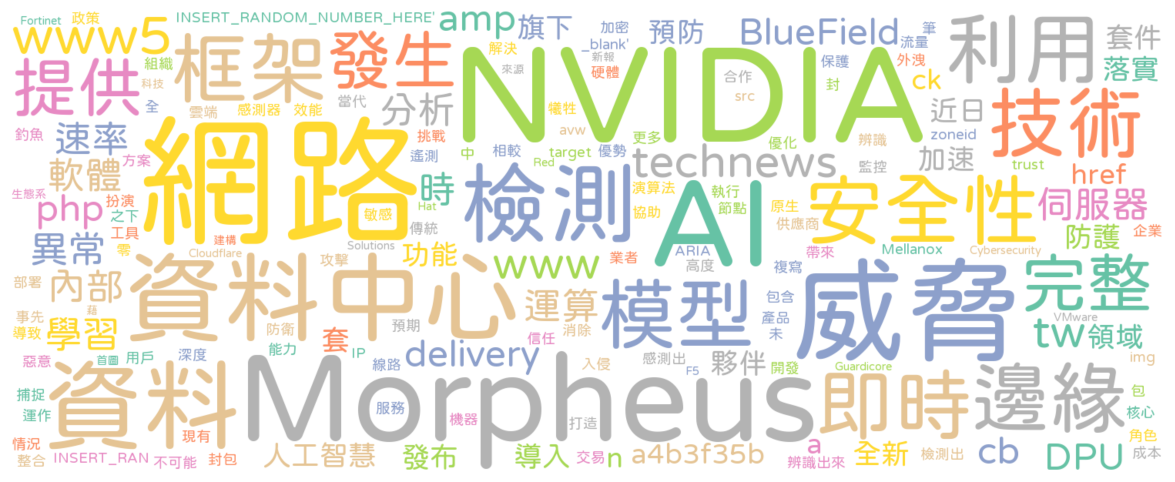 Fortinet 政策 INSERT_RANDOM_NUMBER_HERE' amp 旗下 加密 預防 BlueField 筆 利用 套件
www5 組織 框架 發生 解決 _blank' 新報 流量 外洩 落實
提供 科技 來源 硬體 合作 保護 封 ck
全 雲端 感測器 效能 當代 分析 NVIDIA src 近日 技術
釣魚 速率 網路 挑戰 犧牲 avw 更多 優化 辨識 zoneid
方案 遙測 中 相較 target 優勢 technews 監控 加速 trust href
軟體 Red 演算法 執行
生態系 扮演 時 檢測 AI 節點 原生 安全性 伺服器
php 之下 敏感 Hat 協助 供應商 企業
異常 工具 建構 傳統 Solutions 業者 ARIA 帶來 Mellanox 防護 Cybersecurity
零 Cloudflare 功能 www 高度 複寫
部署 內部 資料中心 攻擊 運算 模型 包含 威脅 完整
事先 藉 防衛 預期 消除 產品 VMware
導致 學習 套 信任 未 tw 領域
惡意 首圖 用戶 深度 能力 IP 線路 delivery 入侵 感測出 F5 夥伴 開發 Guardicore img
捕捉 資料 Morpheus 服務 即時 邊緣 包
運作 機器 打造 核心
情況 現有 a 角色
整合 INSERT_RAN 不可能 封包 人工智慧 發布 導入 交易 n a4b3f35b 辨識出來 全新 檢測出 cb DPU 成本